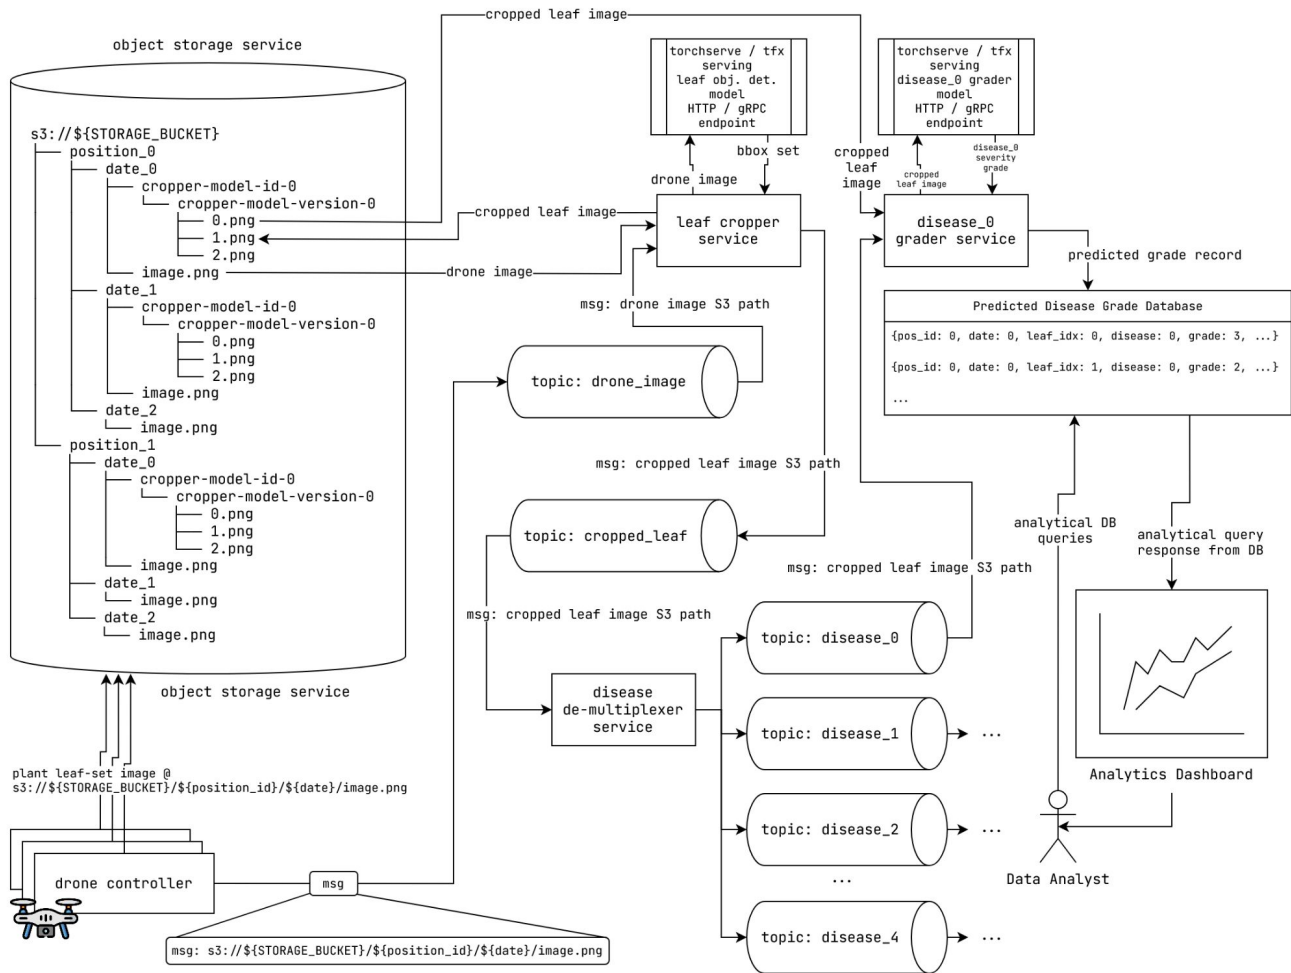 cropped leaf image
object storage service
s3://${STORAGE_BUCKET}
position_0
date_0
cropper-model-id-0
cropper-model-version-0
0.png
1.png
2.png
image.png
date_1
cropper-model-id-0
cropper-model-version-0
0.png
1.png
2.png
image.png
date_2
image.png
position_1
date_0
cropper-model-id-0
cropper-model-version-0
0.png
1.png
2.png
image.png
date_1
image.png
date_2
image.png
object storage service
plant leaf-set image @
s3://${STORAGE_BUCKET}/${position_id}/${date}/image.png
drone controller
msg
msg: s3://${STORAGE_BUCKET}/${position_id}/${date}/image.png
torchserve / tfx
serving
leaf obj. det.
model
HTTP / gRPC
endpoint
bbox set
drone image
cropped leaf image
leaf cropper
service
drone image
msg: drone image S3 path
topic: drone_image
msg: cropped leaf image S3 path
topic: cropped_leaf
msg: cropped leaf image S3 path
disease
de-multiplexer
service
torchserve / tfx
serving
disease_0 grader
model
HTTP / gRPC
endpoint
cropped
leaf
image
cropped
leaf image
disease_0
severity
grade
disease_0
grader service
predicted grade record
Predicted Disease Grade Database
{pos_id: 0, date: 0, leaf_idx: 0, disease: 0, grade: 3, ...}
{pos_id: 0, date: 0, leaf_idx: 1, disease: 0, grade: 2, ...}
...
analytical DB
queries
analytical query
response from DB
msg: cropped leaf image S3 path
topic: disease_0
topic: disease_1
...
topic: disease_2
...
...
topic: disease_4
...
Analytics Dashboard
Data Analyst